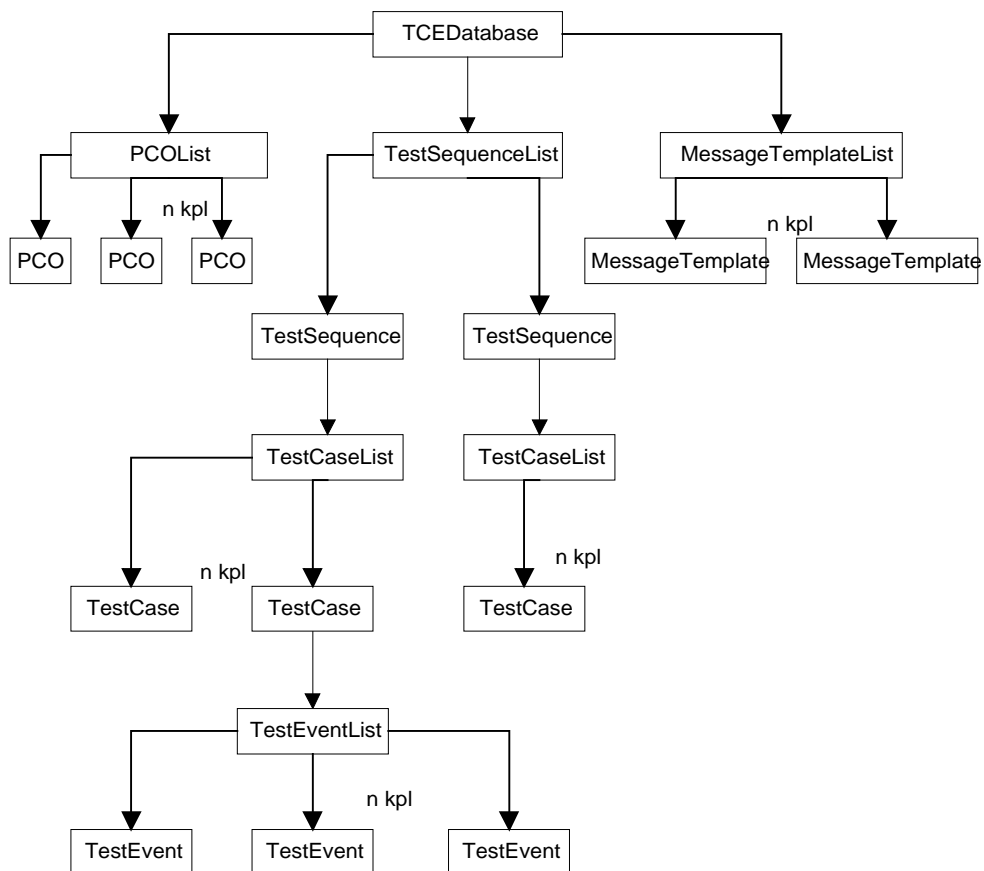 TCEDatabase
PCOList
TestSequenceList
MessageTemplateList
n kpl
n kpl
PCO
PCO
PCO
MessageTemplate
MessageTemplate
TestSequence
TestSequence
TestCaseList
TestCaseList
n kpl
n kpl
TestCase
TestCase
TestCase
TestEventList
n kpl
TestEvent
TestEvent
TestEvent